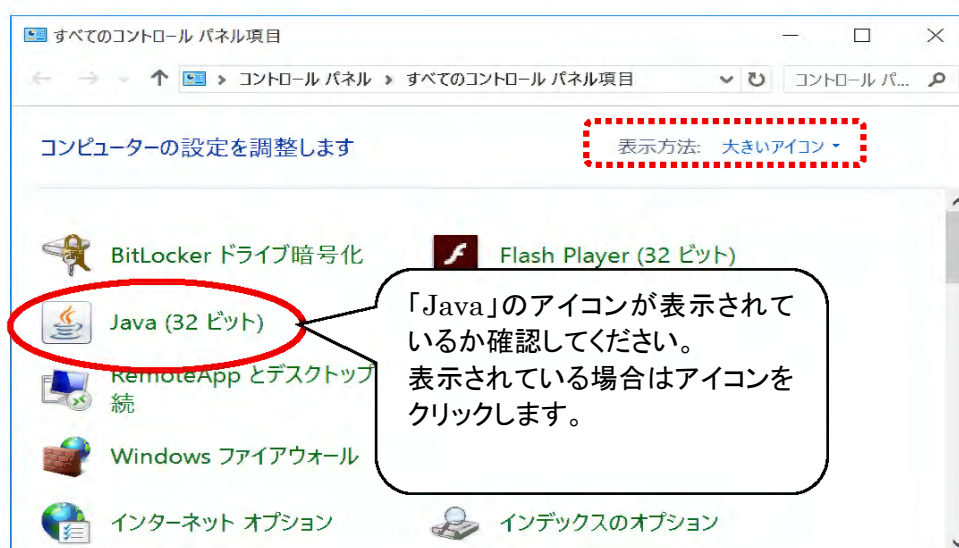 すべてのコントロール パネル項目
コントロール パネル > すべてのコントロール パネル項目
コントロール パ...
コンピューターの設定を調整します
表示方法: 大きいアイコン
BitLocker ドライブ暗号化
Flash Player (32 ビット)
Java (32 ビット)
「Java」のアイコンが表示されて
いるか確認してください。
表示されている場合はアイコンを
クリックします。
RemoteApp とデスクトップ
続
Windows ファイアウォール
インターネット オプション
インデックスのオプション